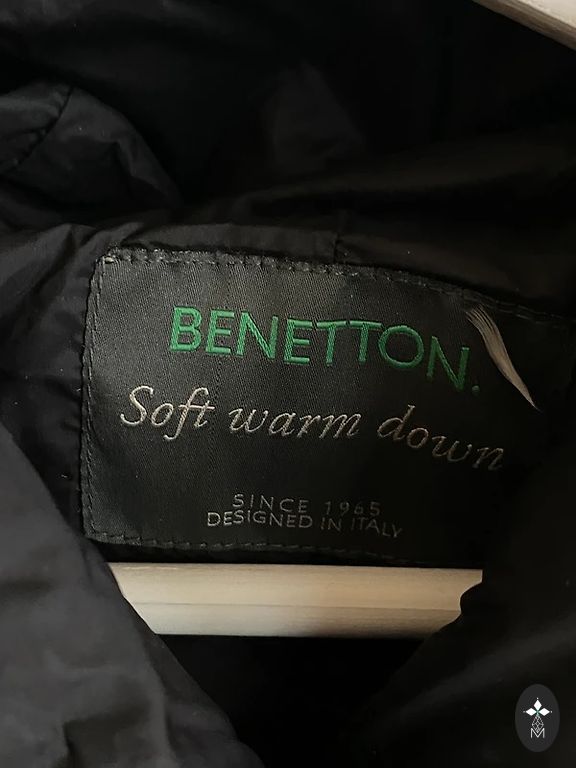 BENETTON.
Soft warm down
SINCE 1965
DESIGNED IN ITALY
M